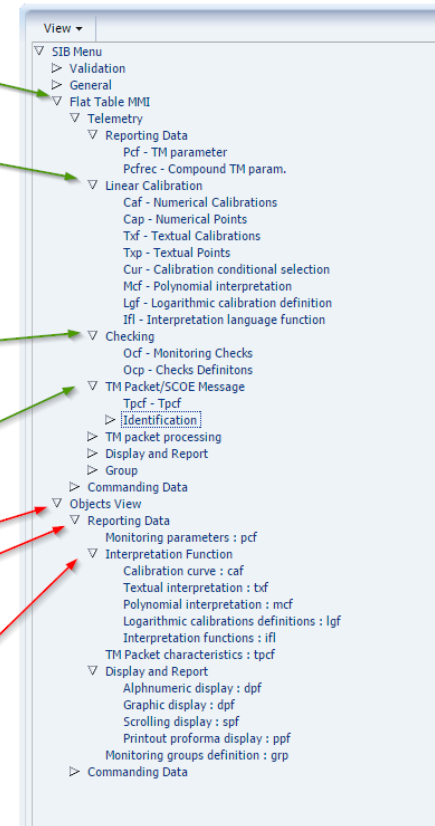 View
SIB Menu
Validation
General
Flat Table MMI
Telemetry
Reporting Data
Pcf - TM parameter
Pcfrec - Compound TM param.
Linear Calibration
Caf - Numerical Calibrations
Cap - Numerical Points
Txf - Textual Calibrations
Txp - Textual Points
Cur - Calibration conditional selection
Mcf - Polynomial interpretation
Lgf - Logarithmic calibration definition
Ifl - Interpretation language function
Checking
Ocf - Monitoring Checks
Ocp - Checks Definitons
TM Packet/SCOE Message
Tpcf - Tpcf
Identification
TM packet processing
Display and Report
Group
Commanding Data
Objects View
Reporting Data
Monitoring parameters : pcf
Interpretation Function
Calibration curve : caf
Textual interpretation : txf
Polynomial interpretation : mcf
Logarithmic calibrations definitions : lgf
Interpretation functions : ifl
TM Packet characteristics : tpcf
Display and Report
Alphnumeric display : dpf
Graphic display : dpf
Scrolling display : spf
Printout proforma display : ppf
Monitoring groups definition : grp
Commanding Data